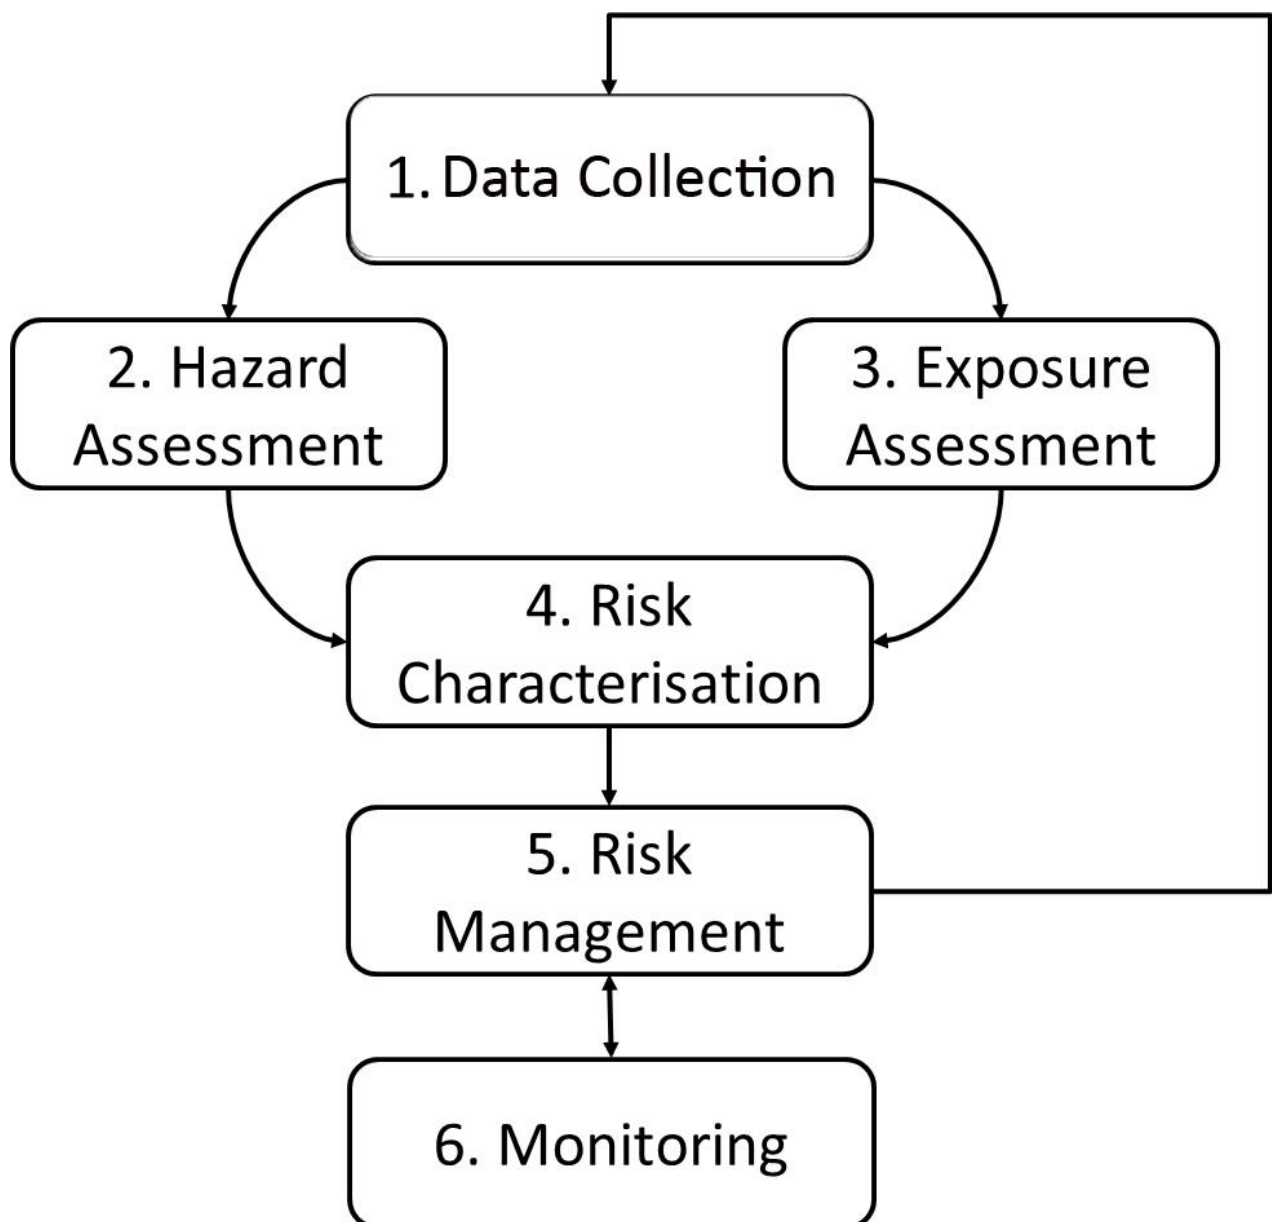 1. Data Collection
2. Hazard
Assessment
3. Exposure
Assessment
4. Risk
Characterisation
5. Risk
Management
6. Monitoring